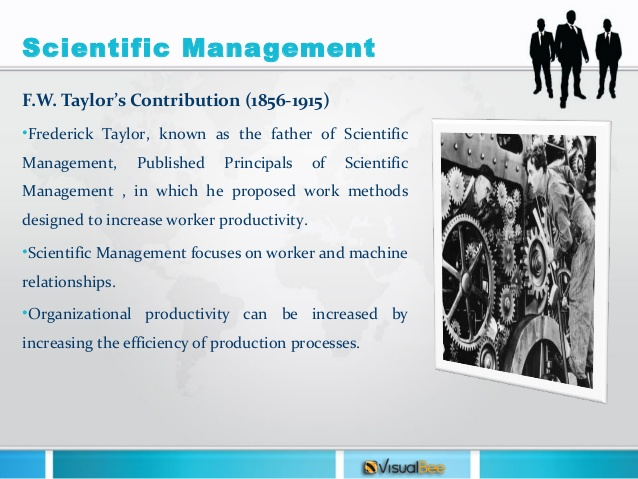 Scientific Management
F.W. Taylor's Contribution (1856-1915)
•Frederick Taylor, known as the father of Scientific
Management, Published Principals of Scientific
Management , in which he proposed work methods
designed to increase worker productivity.
•Scientific Management focuses on worker and machine
relationships.
•Organizational productivity can be increased by
increasing the efficiency of production processes.
VisualBee